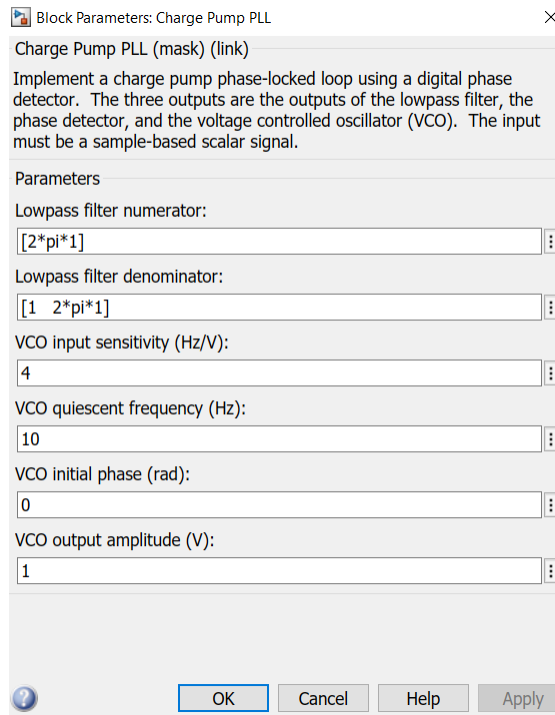 Block Parameters: Charge Pump PLL
Charge Pump PLL (mask) (link)
Implement a charge pump phase-locked loop using a digital phase
detector.  The three outputs are the outputs of the lowpass filter, the
phase detector, and the voltage controlled oscillator (VCO).  The input
must be a sample-based scalar signal.
Parameters
Lowpass filter numerator:
[2*pi*1]
Lowpass filter denominator:
[1   2*pi*1]
VCO input sensitivity (Hz/V):
4
VCO quiescent frequency (Hz):
10
VCO initial phase (rad):
0
VCO output amplitude (V):
1
OK Cancel Help Apply